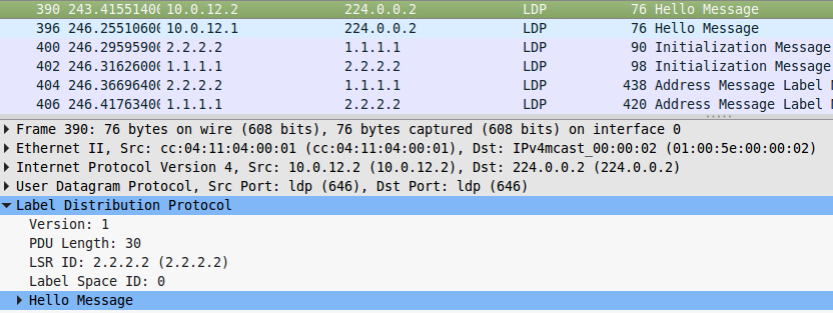 390 243.41551400 10.0.12.2 224.0.0.2 LDP 76 Hello Message
396 246.25510600 10.0.12.1 224.0.0.2 LDP 76 Hello Message
400 246.29595900 2.2.2.2 1.1.1.1 LDP 90 Initialization Message
402 246.31626000 1.1.1.1 2.2.2.2 LDP 98 Initialization Message
404 246.36696400 2.2.2.2 1.1.1.1 LDP 438 Address Message Label
406 246.41763400 1.1.1.1 2.2.2.2 LDP 420 Address Message Label
Frame 390: 76 bytes on wire (608 bits), 76 bytes captured (608 bits) on interface 0
Ethernet II, Src: cc:04:11:04:00:01 (cc:04:11:04:00:01), Dst: IPv4mcast_00:00:02 (01:00:5e:00:00:02)
Internet Protocol Version 4, Src: 10.0.12.2 (10.0.12.2), Dst: 224.0.0.2 (224.0.0.2)
User Datagram Protocol, Src Port: ldp (646), Dst Port: ldp (646)
Label Distribution Protocol
Version: 1
PDU Length: 30
LSR ID: 2.2.2.2 (2.2.2.2)
Label Space ID: 0
Hello Message